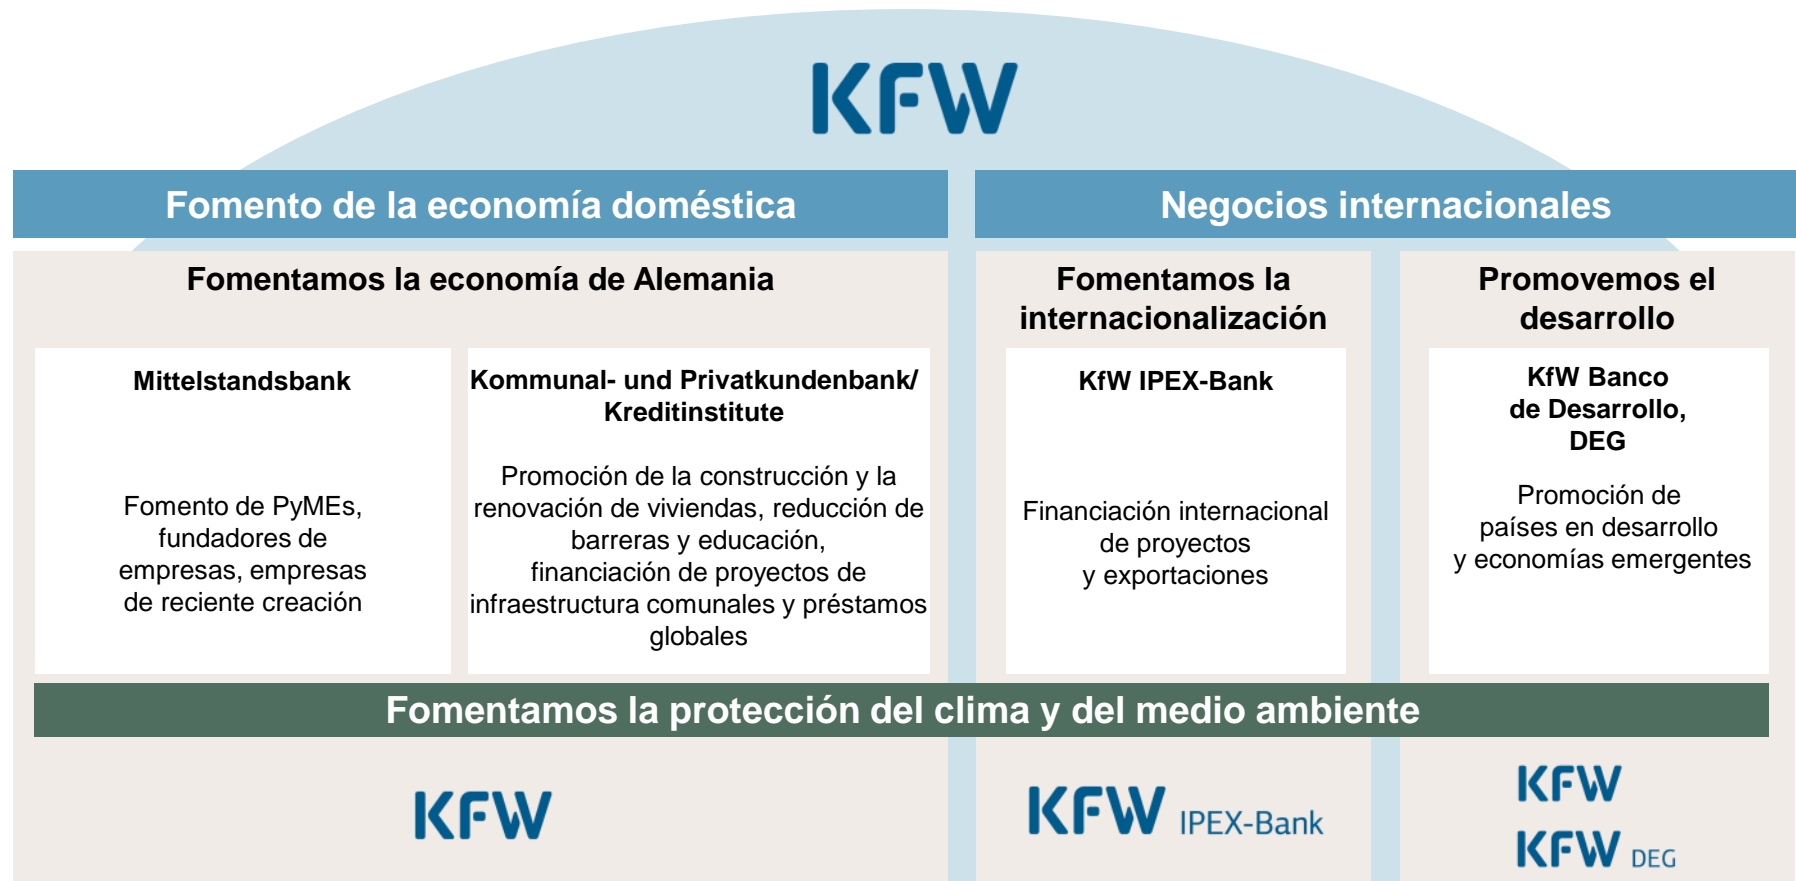 KFW
Fomento de la economía doméstica
Negocios internacionales
Fomentamos la economía de Alemania
Mittelstandsbank
Fomento de PyMEs,
fundadores de
empresas, empresas
de reciente creación
Kommunal- und Privatkundenbank/
Kreditinstitute
Promoción de la construcción y la
renovación de viviendas, reducción de
barreras y educación,
financiación de proyectos de
infraestructura comunales y préstamos
globales
Fomentamos la
internacionalización
KfW IPEX-Bank
Financiación internacional
de proyectos
y exportaciones
Promovemos el
desarrollo
KfW Banco
de Desarrollo,
DEG
Promoción de
países en desarrollo
y economías emergentes
Fomentamos la protección del clima y del medio ambiente
KFW
KFW IPEX-Bank
KFW
KFW DEG